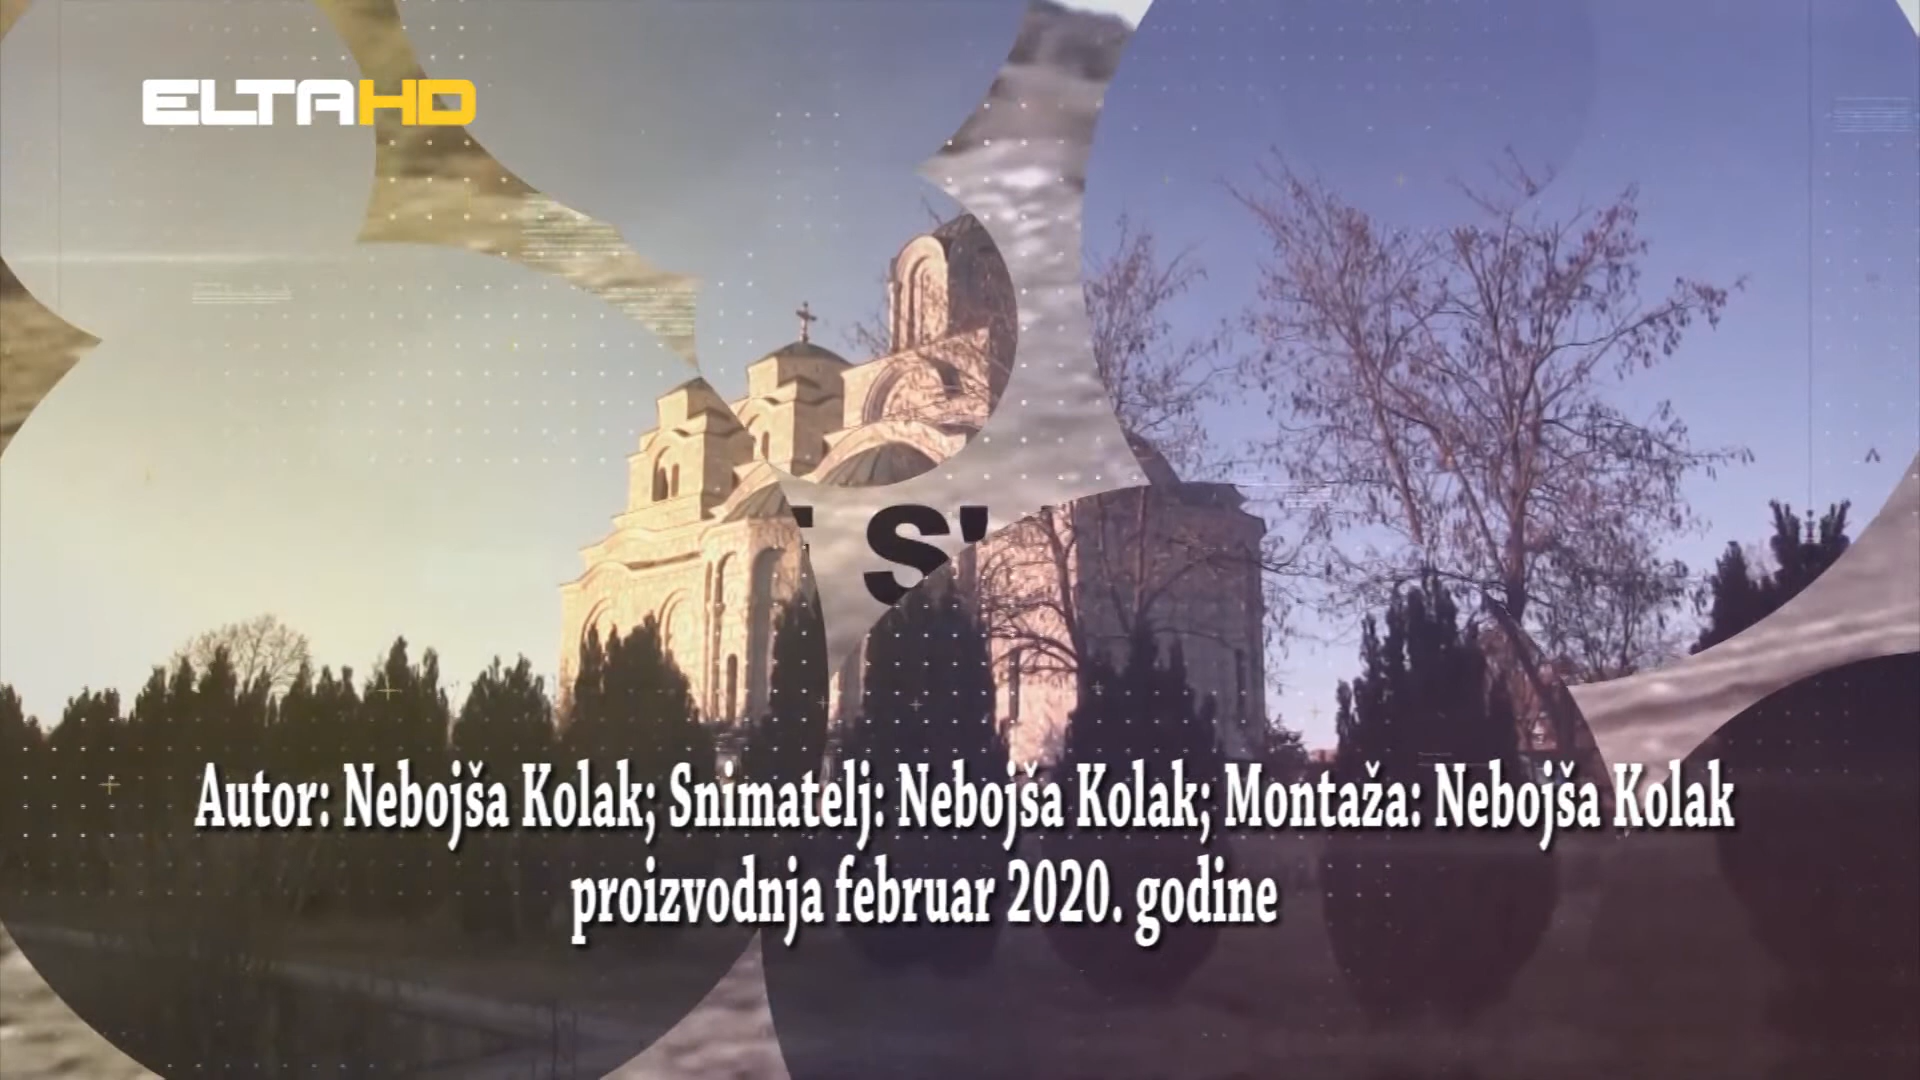 ELTAHD
S'
Autor: Nebojša Kolak; Snimatelj: Nebojša Kolak; Montaža: Nebojša Kolak
proizvodnja februar 2020. godine